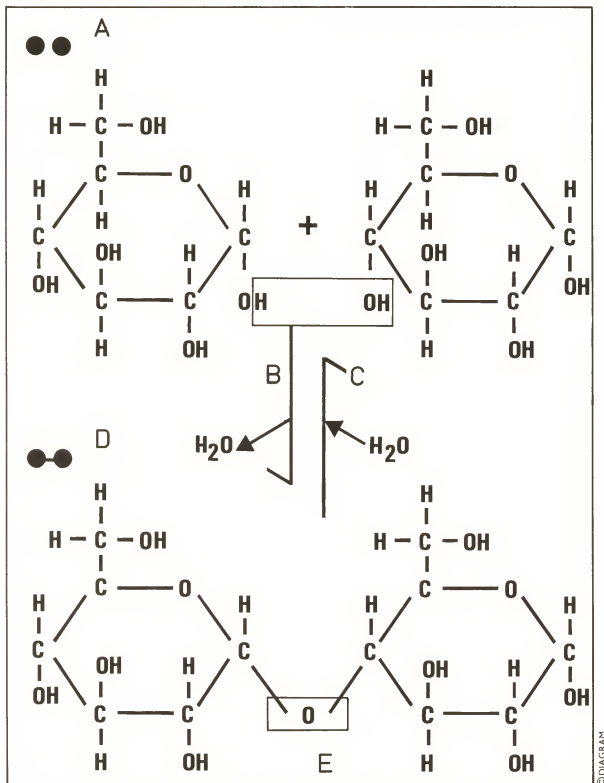 A
H H
H – C – OH H – C – OH
H C O H H C O H
H H
C OH H C + C OH H C
OH C C OH OH C C OH
H OH H OH
B C
H₂O H₂O
D
H H
H – C – OH H – C – OH
H C O H H C O H
H H
C OH H C C OH H C
OH C C O OH C C OH
H OH E H OH
©DIAGRAM